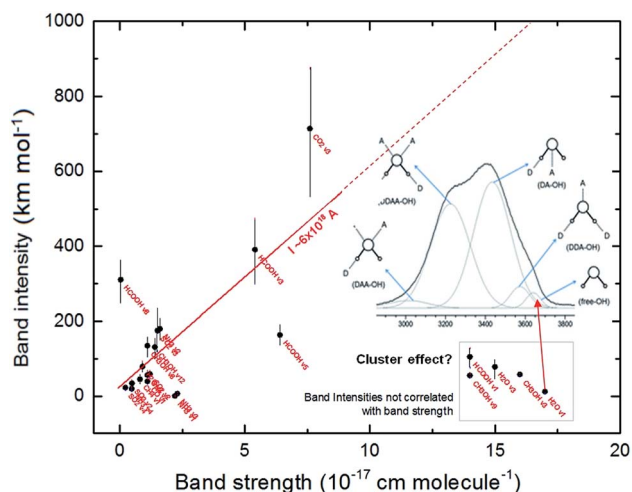 1000
800
600
400
200
0
0
5
10
15
20
Band intensity (km mol⁻¹)
Band strength (10⁻¹⁷ cm molecule⁻¹)
I ~6x10¹⁸ A
CO2 v3
HCOOH v6
HCOOH v3
HCOOH v5
A
A
D
D
(DDAA-OH)
D
A
(DA-OH)
A
D
D
(DDA-OH)
A
A
D
(DAA-OH)
(free-OH)
3000
3200
3400
3600
3800
Cluster effect?
HCOOH v1
H2O v3
CH3OH v3
H2O v1
CH3OH v9
Band Intensities not correlated
with band strength